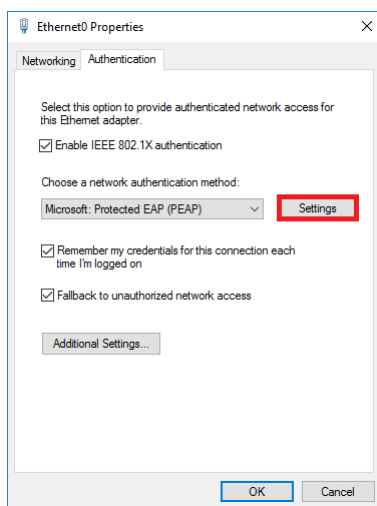 Ethernet0 Properties
Networking
Authentication
Select this option to provide authenticated network access for
this Ethernet adapter.
Enable IEEE 802.1X authentication
Choose a network authentication method:
Microsoft: Protected EAP (PEAP)
Settings
Remember my credentials for this connection each
time I'm logged on
Fallback to unauthorized network access
Additional Settings...
OK
Cancel